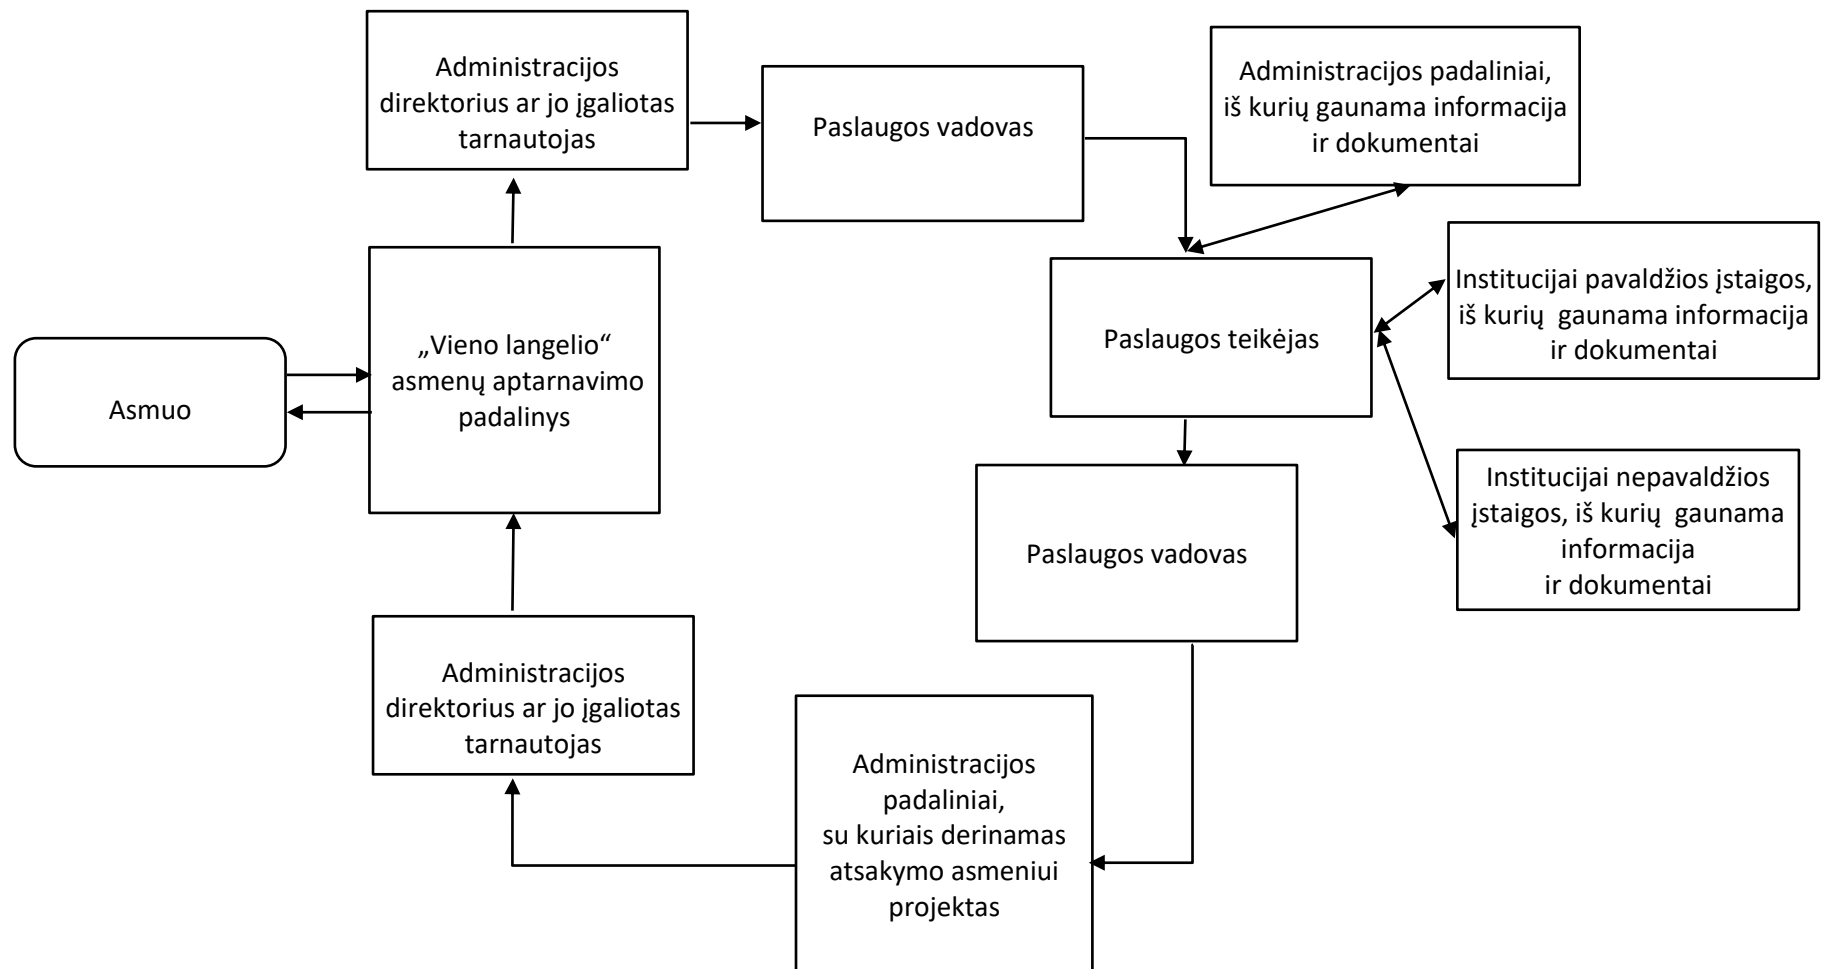 Administracijos
direktorius ar jo įgaliotas
tarnautojas
Paslaugos vadovas
Administracijos padaliniai,
iš kurių gaunama informacija
ir dokumentai
Asmuo
„Vieno langelio“
asmenų aptarnavimo
padalinys
Paslaugos teikėjas
Institucijai pavaldžios įstaigos,
iš kurių  gaunama informacija
ir dokumentai
Institucijai nepavaldžios
įstaigos, iš kurių  gaunama
informacija
ir dokumentai
Paslaugos vadovas
Administracijos
direktorius ar jo įgaliotas
tarnautojas
Administracijos
padaliniai,
su kuriais derinamas
atsakymo asmeniui
projektas